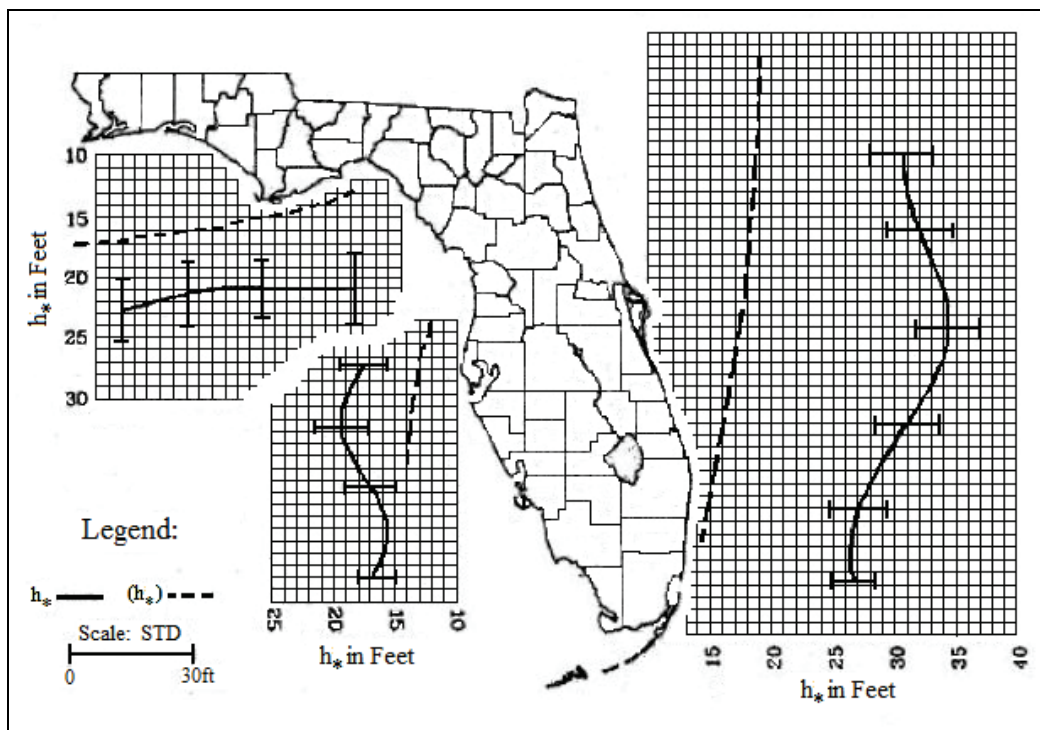 10
15
20
25
30
h* in Feet
Legend:
h* (h*)
Scale: STD
0 30ft
25 20 15 10
h* in Feet
15 20 25 30 35 40
h* in Feet